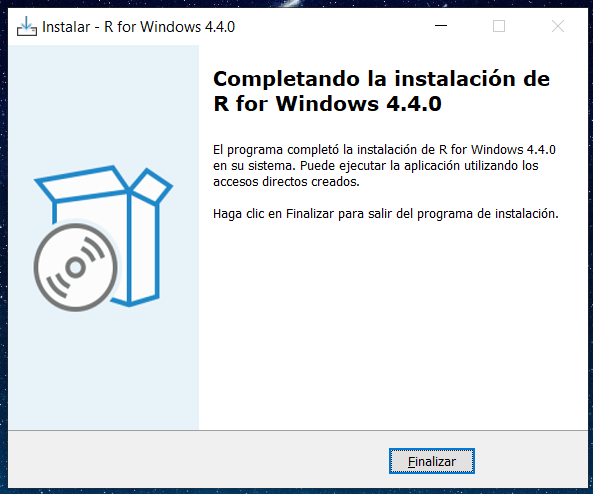 Instalar - R for Windows 4.4.0
Completando la instalación de
R for Windows 4.4.0
El programa completó la instalación de R for Windows 4.4.0
en su sistema. Puede ejecutar la aplicación utilizando los
accesos directos creados.
Haga clic en Finalizar para salir del programa de instalación.
Finalizar